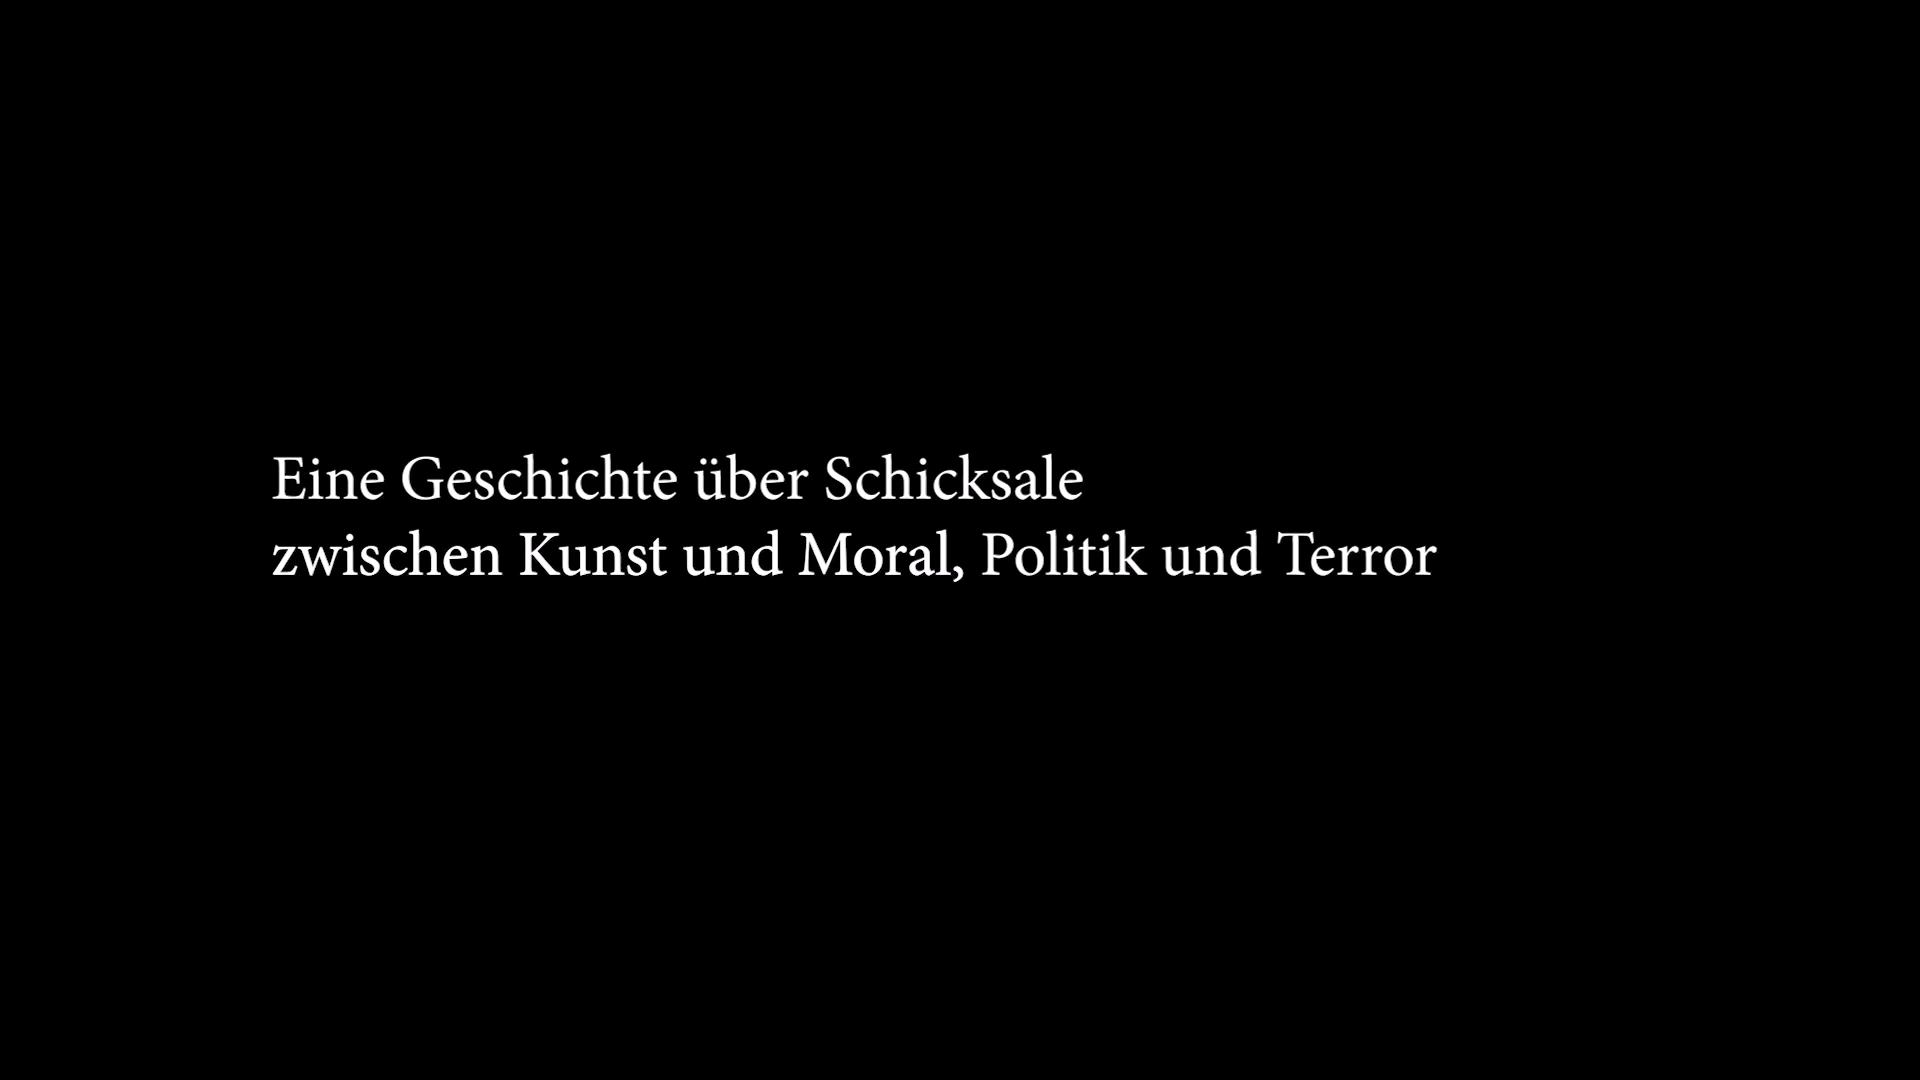 Eine Geschichte über Schicksale
zwischen Kunst und Moral, Politik und Terror